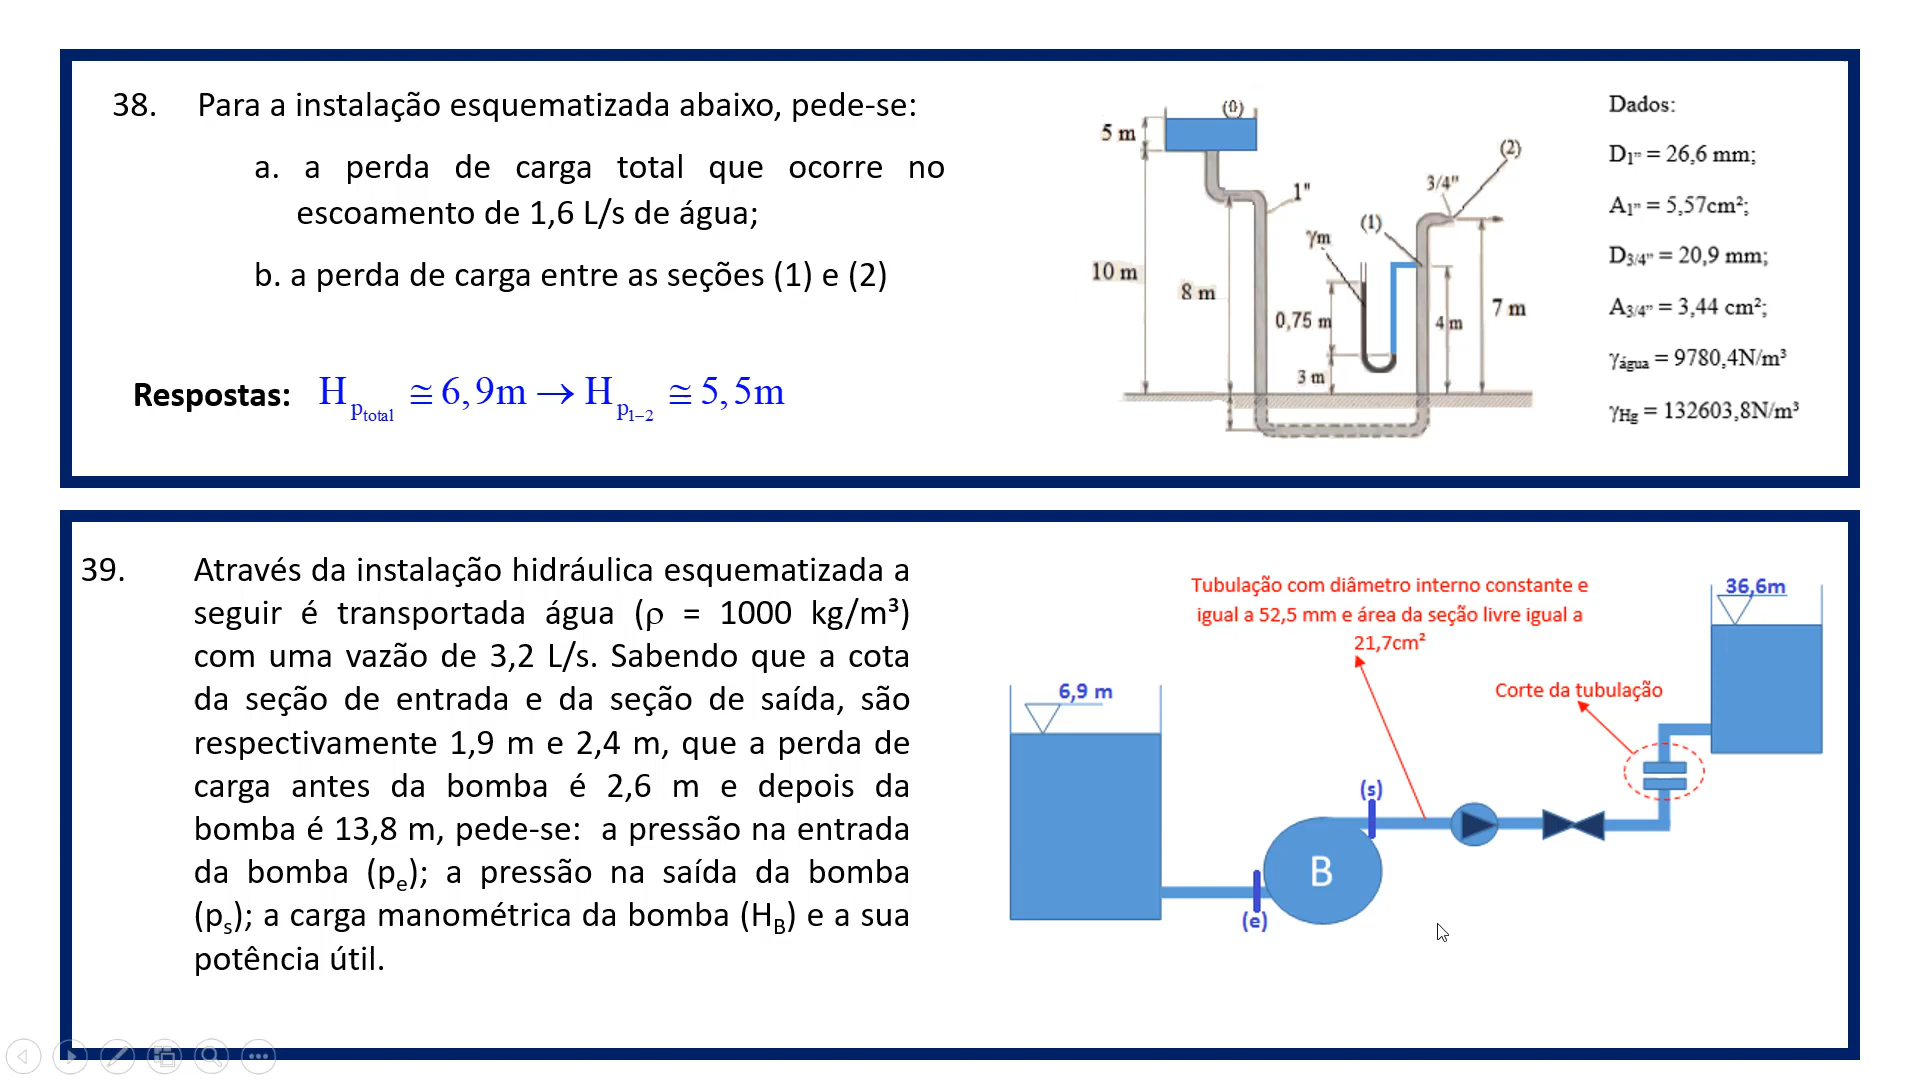 38. Para a instalação esquematizada abaixo, pede-se:
a. a perda de carga total que ocorre no
escoamento de 1,6 L/s de água;
b. a perda de carga entre as seções (1) e (2)
Respostas: H_{p_{total}} ≅ 6,9m → H_{p_{1−2}} ≅ 5,5m
(0)
5 m
1"
(2)
3/4"
(1)
γm
10 m
8 m
0,75 m
4 m
7 m
3 m
Dados:
D1" = 26,6 mm;
A1" = 5,57cm²;
D3/4" = 20,9 mm;
A3/4" = 3,44 cm²;
γágua = 9780,4N/m³
γHg = 132603,8N/m³
39. Através da instalação hidráulica esquematizada a
seguir é transportada água (ρ = 1000 kg/m³)
com uma vazão de 3,2 L/s. Sabendo que a cota
da seção de entrada e da seção de saída, são
respectivamente 1,9 m e 2,4 m, que a perda de
carga antes da bomba é 2,6 m e depois da
bomba é 13,8 m, pede-se: a pressão na entrada
da bomba (pe); a pressão na saída da bomba
(ps); a carga manométrica da bomba (HB) e a sua
potência útil.
Tubulação com diâmetro interno constante e
igual a 52,5 mm e área da seção livre igual a
21,7cm²
36,6m
6,9 m
Corte da tubulação
(s)
B
(e)